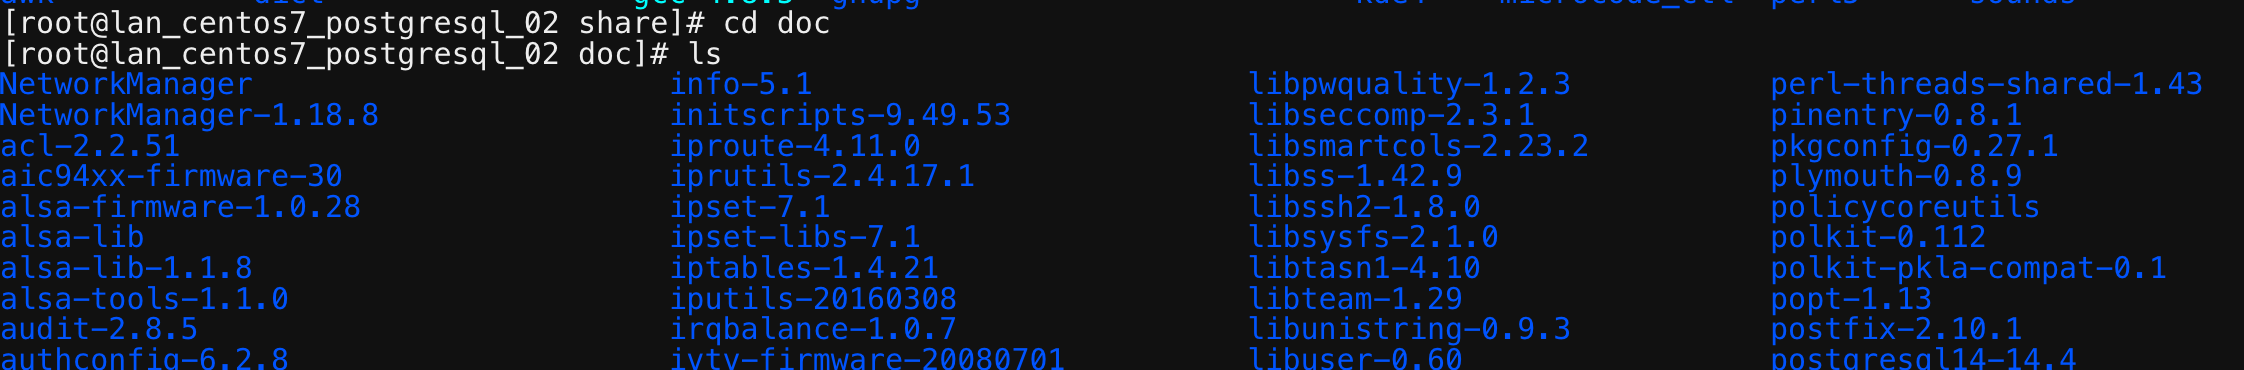 [root@lan_centos7_postgresql_02 share]# cd doc
[root@lan_centos7_postgresql_02 doc]# ls
NetworkManager info-5.1 libpwquality-1.2.3 perl-threads-shared-1.43
NetworkManager-1.18.8 initscripts-9.49.53 libseccomp-2.3.1 pinentry-0.8.1
acl-2.2.51 iproute-4.11.0 libsmartcols-2.23.2 pkgconfig-0.27.1
aic94xx-firmware-30 iprutils-2.4.17.1 libss-1.42.9 plymouth-0.8.9
alsa-firmware-1.0.28 ipset-7.1 libssh2-1.8.0 policycoreutils
alsa-lib ipset-libs-7.1 libsysfs-2.1.0 polkit-0.112
alsa-lib-1.1.8 iptables-1.4.21 libtasn1-4.10 polkit-pkla-compat-0.1
alsa-tools-1.1.0 iputils-20160308 libteam-1.29 popt-1.13
audit-2.8.5 irqbalance-1.0.7 libunistring-0.9.3 postfix-2.10.1
authconfig-6.2.8 ivtv-firmware-20080701 libuser-0.60 postgresql14-14.4